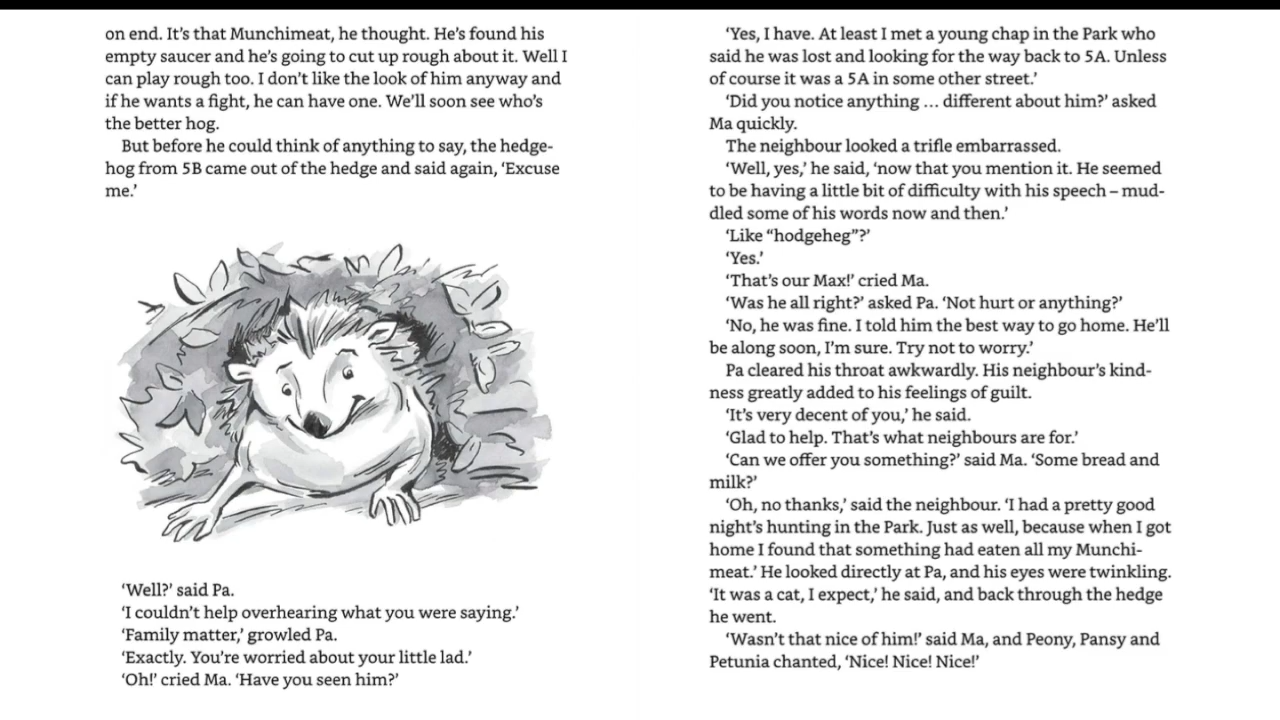 on end. It's that Munchimeat, he thought. He's found his
empty saucer and he's going to cut up rough about it. Well I
can play rough too. I don't like the look of him anyway and
if he wants a fight, he can have one. We'll soon see who's
the better hog.
But before he could think of anything to say, the hedge-
hog from 5B came out of the hedge and said again, 'Excuse
me.'
'Well?' said Pa.
'I couldn't help overhearing what you were saying.'
'Family matter,' growled Pa.
'Exactly. You're worried about your little lad.'
'Oh!' cried Ma. 'Have you seen him?'
'Yes, I have. At least I met a young chap in the Park who
said he was lost and looking for the way back to 5A. Unless
of course it was a 5A in some other street.'
'Did you notice anything … different about him?' asked
Ma quickly.
The neighbour looked a trifle embarrassed.
'Well, yes,' he said, 'now that you mention it. He seemed
to be having a little bit of difficulty with his speech – mud-
dled some of his words now and then.'
'Like "hodgeheg"?'
'Yes.'
'That's our Max!' cried Ma.
'Was he all right?' asked Pa. 'Not hurt or anything?'
'No, he was fine. I told him the best way to go home. He'll
be along soon, I'm sure. Try not to worry.'
Pa cleared his throat awkwardly. His neighbour's kind-
ness greatly added to his feelings of guilt.
'It's very decent of you,' he said.
'Glad to help. That's what neighbours are for.'
'Can we offer you something?' said Ma. 'Some bread and
milk?'
'Oh, no thanks,' said the neighbour. 'I had a pretty good
night's hunting in the Park. Just as well, because when I got
home I found that something had eaten all my Munchi-
meat.' He looked directly at Pa, and his eyes were twinkling.
'It was a cat, I expect,' he said, and back through the hedge
he went.
'Wasn't that nice of him!' said Ma, and Peony, Pansy and
Petunia chanted, 'Nice! Nice! Nice!'